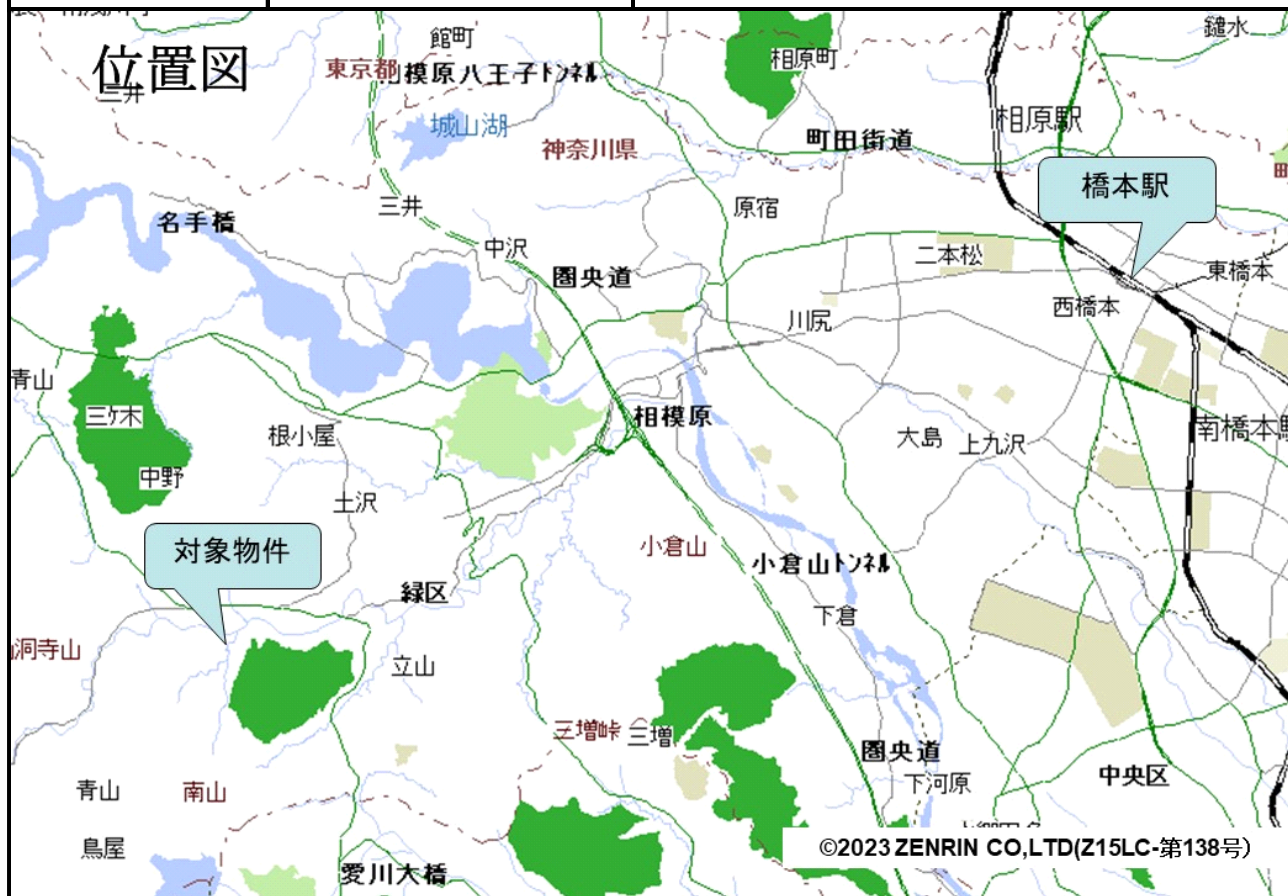 位置図
館町
鑓水
東京都
相模原八王子トンネル
相原町
三井
城山湖
相原駅
神奈川県
町田街道
橋本駅
三井
原宿
名手橋
中沢
二本松
圏央道
東橋本
西橋本
川尻
青山
三ケ木
相模原
根小屋
大島
上九沢
南橋本駅
中野
土沢
対象物件
小倉山
小倉山トンネル
緑区
下倉
洞寺山
立山
三増峠
三増
圏央道
下河原
中央区
青山
南山
鳥屋
愛川大橋
©2023 ZENRIN CO,LTD(Z15LC-第138号)